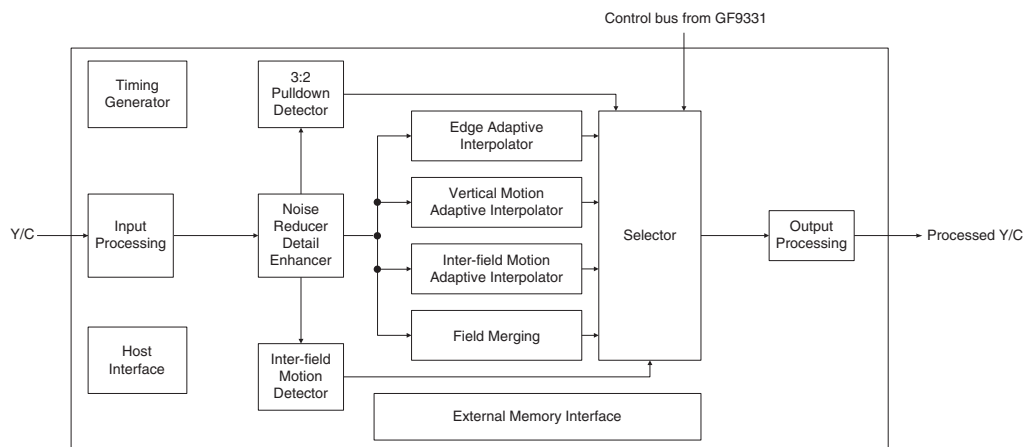 Control bus from GF9331
Timing
Generator
3:2
Pulldown
Detector
Edge Adaptive
Interpolator
Y/C
Input
Processing
Noise
Reducer
Detail
Enhancer
Vertical Motion
Adaptive Interpolator
Selector
Output
Processing
Processed Y/C
Inter-field Motion
Adaptive Interpolator
Field Merging
Host
Interface
Inter-field
Motion
Detector
External Memory Interface